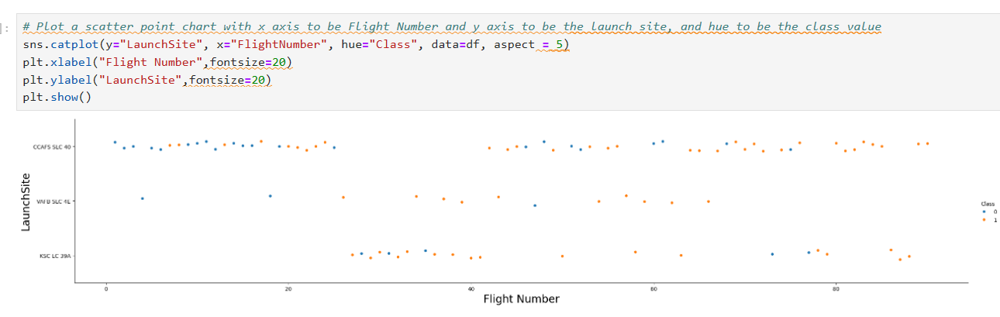 ]:
# Plot a scatter point chart with x axis to be Flight Number and y axis to be the launch site, and hue to be the class value
sns.catplot(y="LaunchSite", x="FlightNumber", hue="Class", data=df, aspect = 5)
plt.xlabel("Flight Number",fontsize=20)
plt.ylabel("LaunchSite",fontsize=20)
plt.show()
LaunchSite
CCAFS SLC 40
VAFB SLC 4E
KSC LC 39A
Class
0
1
0 20 40 60 80
Flight Number